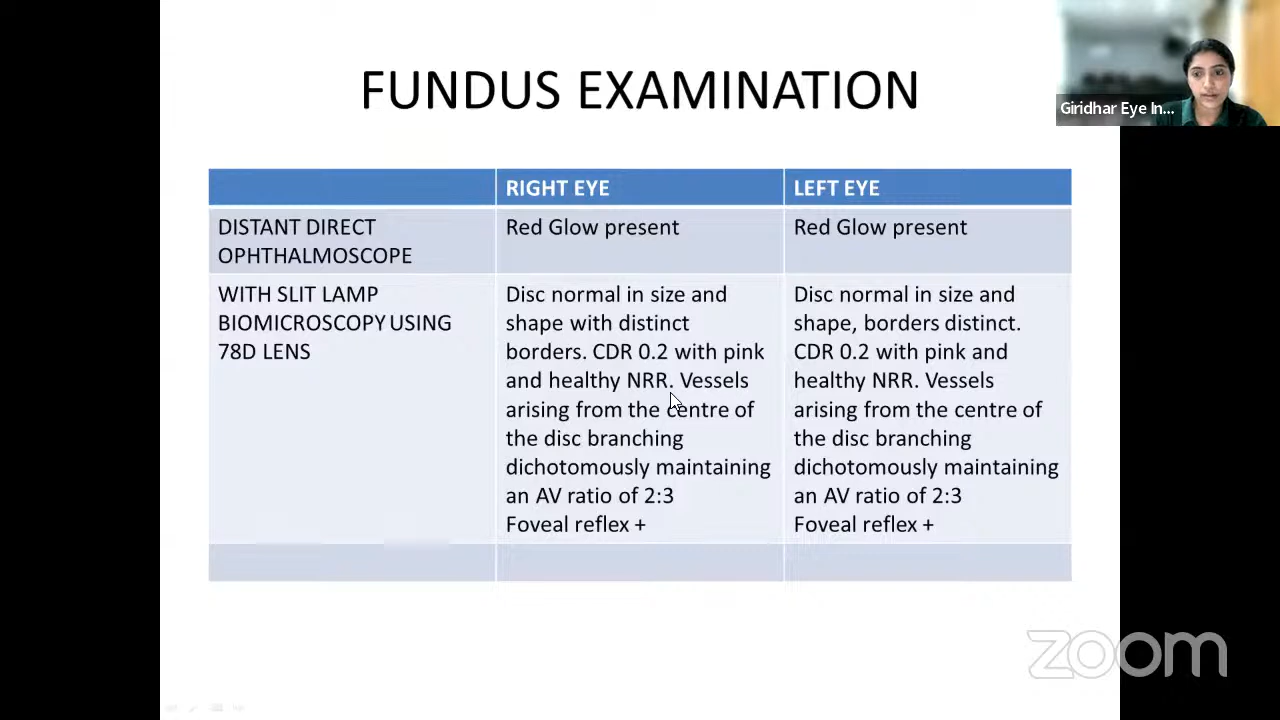 FUNDUS EXAMINATION
Giridhar Eye In...
RIGHT EYE
LEFT EYE
DISTANT DIRECT
OPHTHALMOSCOPE
Red Glow present
Red Glow present
WITH SLIT LAMP
BIOMICROSCOPY USING
78D LENS
Disc normal in size and
shape with distinct
borders. CDR 0.2 with pink
and healthy NRR. Vessels
arising from the centre of
the disc branching
dichotomously maintaining
an AV ratio of 2:3
Foveal reflex +
Disc normal in size and
shape, borders distinct.
CDR 0.2 with pink and
healthy NRR. Vessels
arising from the centre of
the disc branching
dichotomously maintaining
an AV ratio of 2:3
Foveal reflex +
zoom